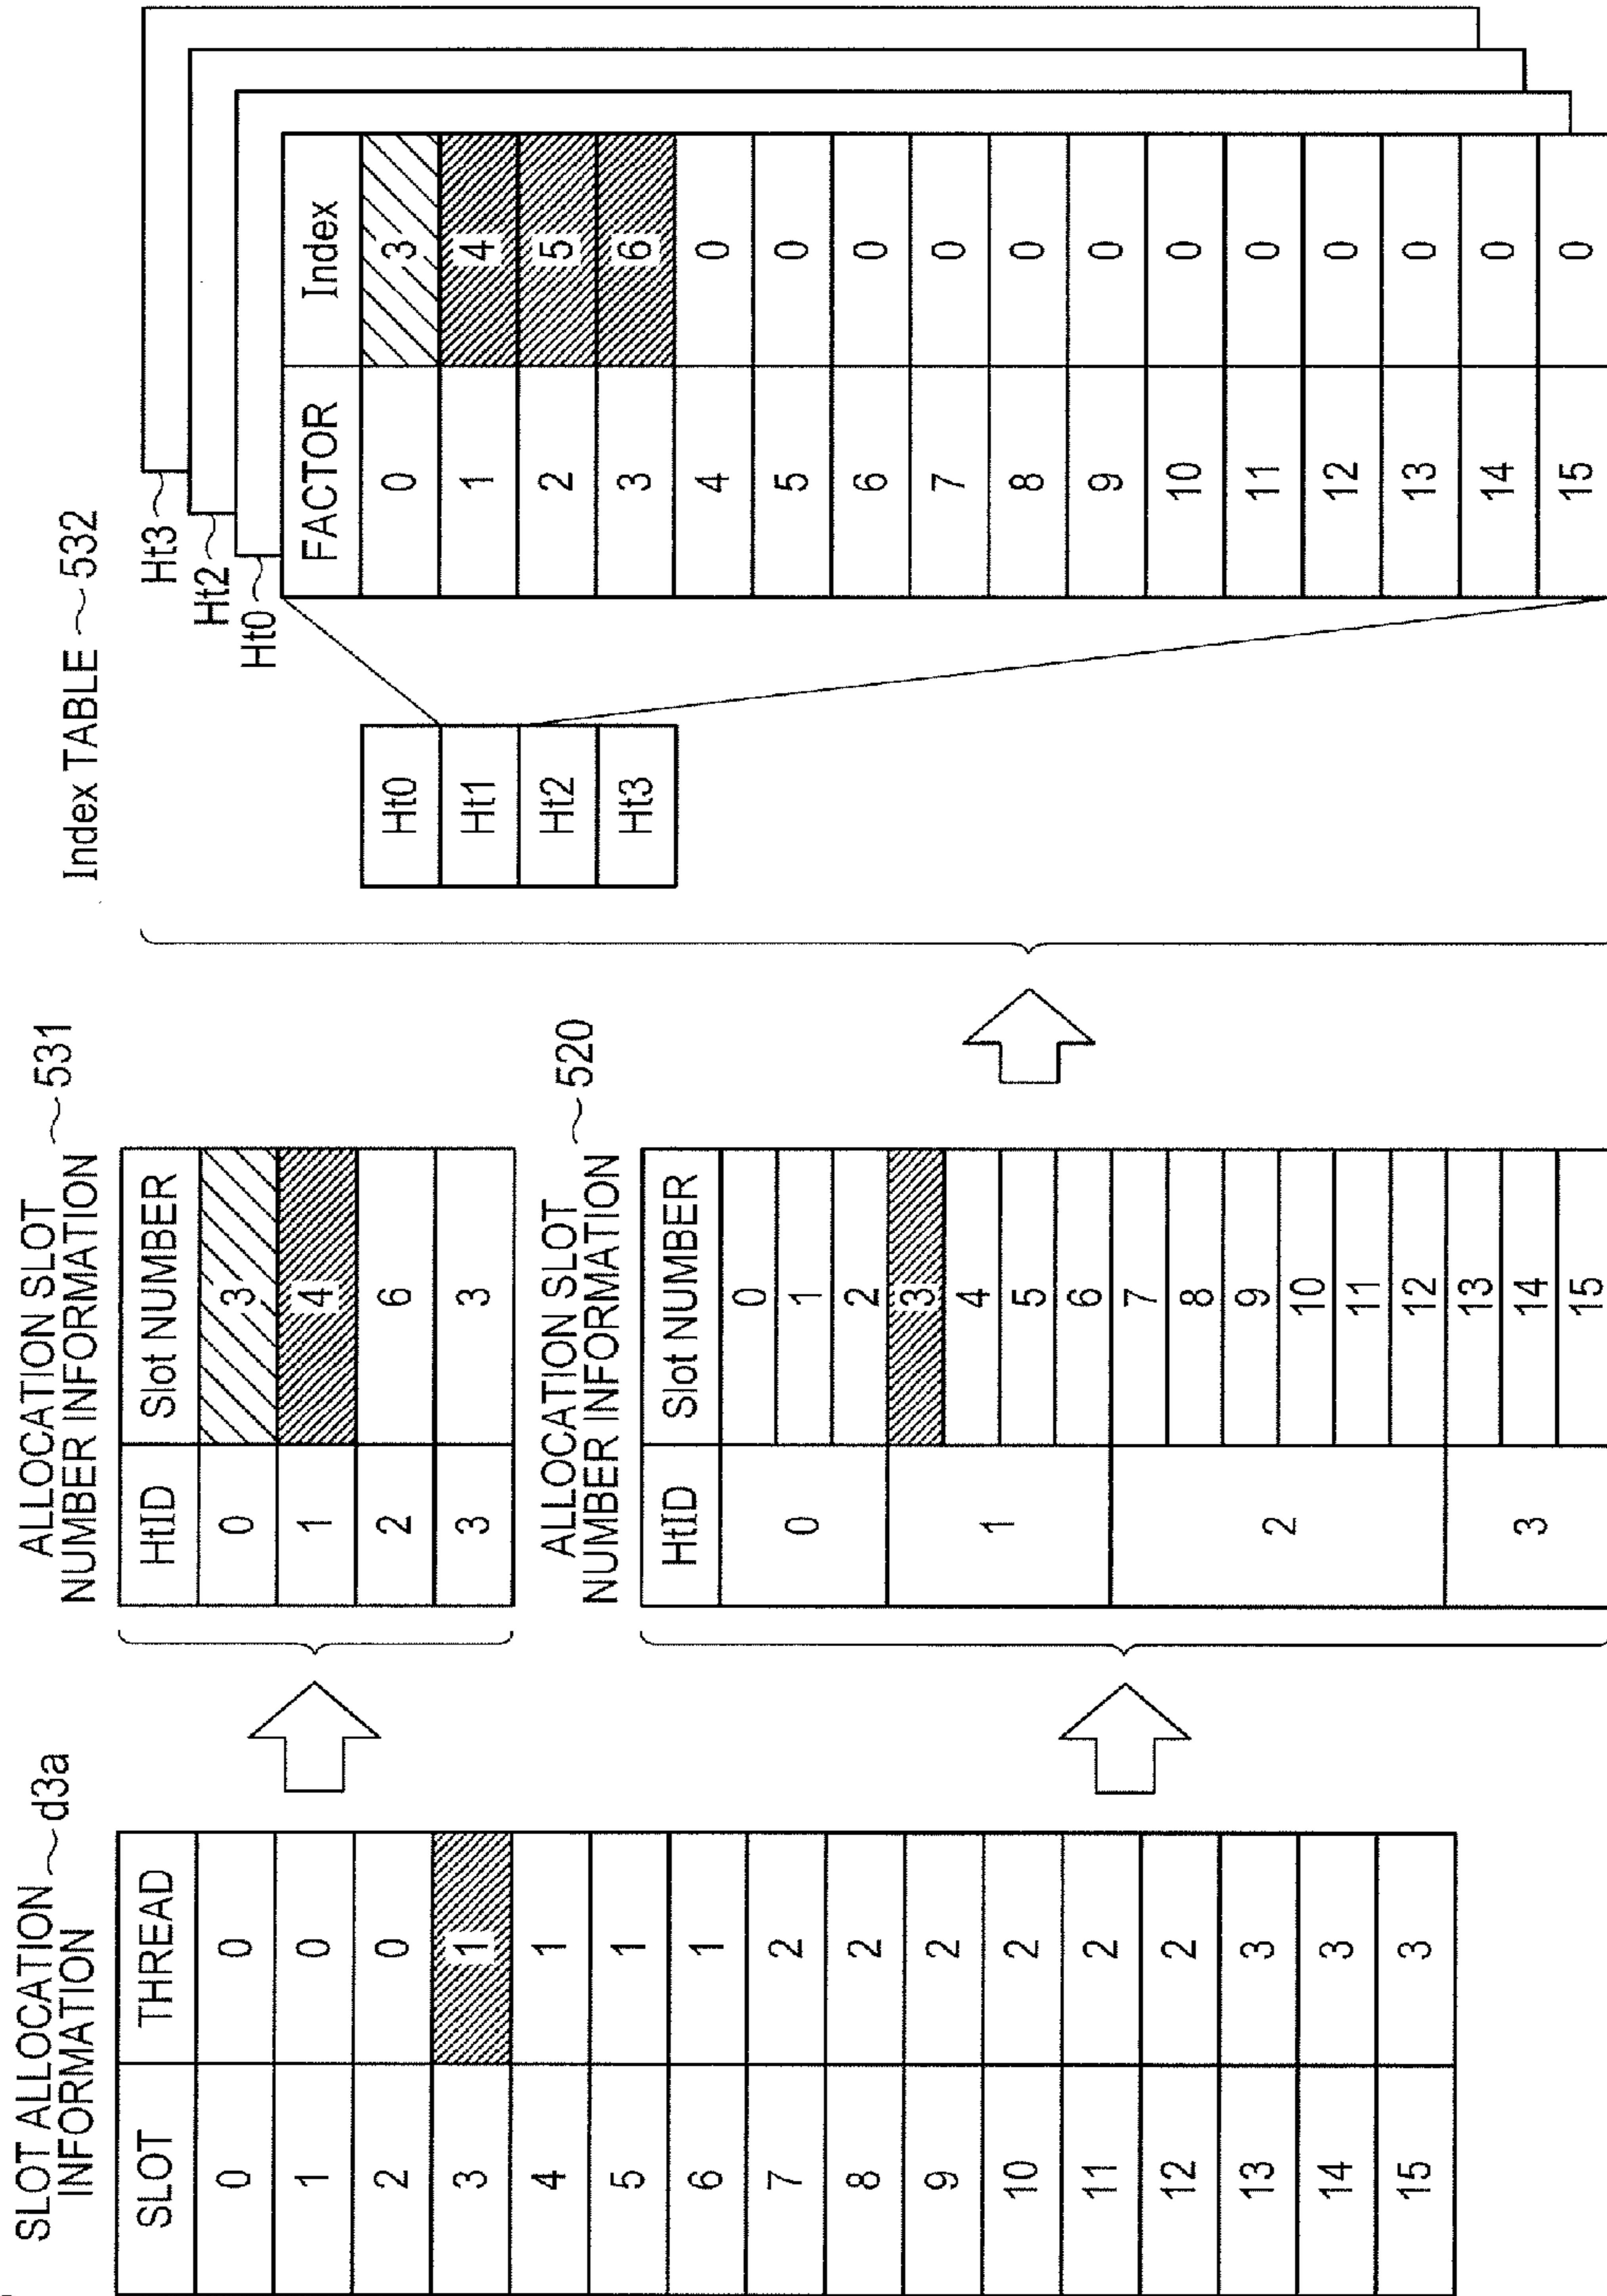 SLOT ALLOCATION
INFORMATION ~d3a
SLOT THREAD
0 0
1 0
2 0
3 1
4 1
5 1
6 1
7 2
8 2
9 2
10 2
11 2
12 2
13 3
14 3
15 3
ALLOCATION SLOT
NUMBER INFORMATION ~531
HtID Slot NUMBER
0 3
1 4
2 6
3 3
ALLOCATION SLOT
NUMBER INFORMATION ~520
HtID Slot NUMBER
0 0
1
2
1 3
4
5
6
2 7
8
9
10
11
12
3 13
14
15
Index TABLE ~532
Ht0
Ht1
Ht2
Ht3
Ht3
Ht2
Ht0
FACTOR Index
0 3
1 4
2 5
3 6
4 0
5 0
6 0
7 0
8 0
9 0
10 0
11 0
12 0
13 0
14 0
15 0